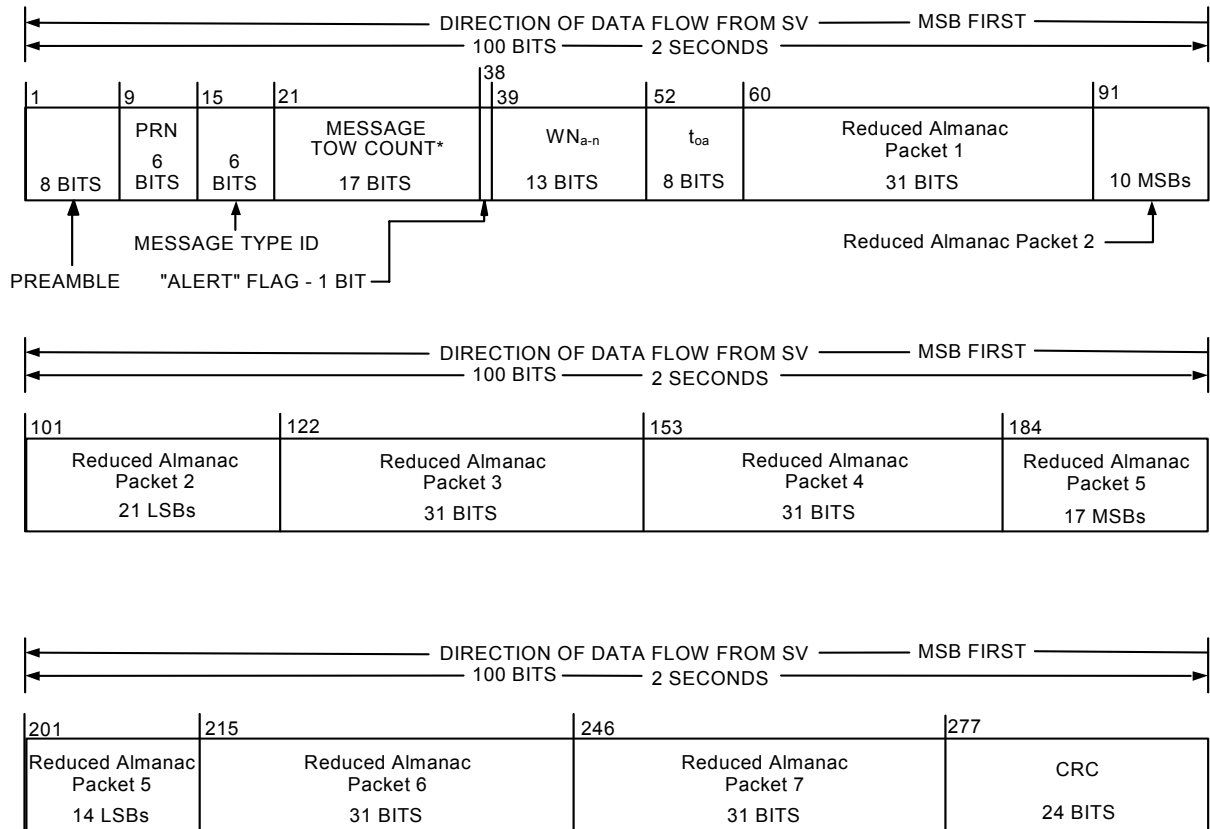 DIRECTION OF DATA FLOW FROM SV MSB FIRST
100 BITS 2 SECONDS
38
1 9 15 21 39 52 60 91
PRN MESSAGE WNa-n toa Reduced Almanac
TOW COUNT* Packet 1
6 6
8 BITS BITS BITS 17 BITS 13 BITS 8 BITS 31 BITS 10 MSBs
MESSAGE TYPE ID Reduced Almanac Packet 2
PREAMBLE "ALERT" FLAG - 1 BIT
DIRECTION OF DATA FLOW FROM SV MSB FIRST
100 BITS 2 SECONDS
101 122 153 184
Reduced Almanac Reduced Almanac Reduced Almanac Reduced Almanac
Packet 2 Packet 3 Packet 4 Packet 5
21 LSBs 31 BITS 31 BITS 17 MSBs
DIRECTION OF DATA FLOW FROM SV MSB FIRST
100 BITS 2 SECONDS
201 215 246 277
Reduced Almanac Reduced Almanac Reduced Almanac CRC
Packet 5 Packet 6 Packet 7
14 LSBs 31 BITS 31 BITS 24 BITS